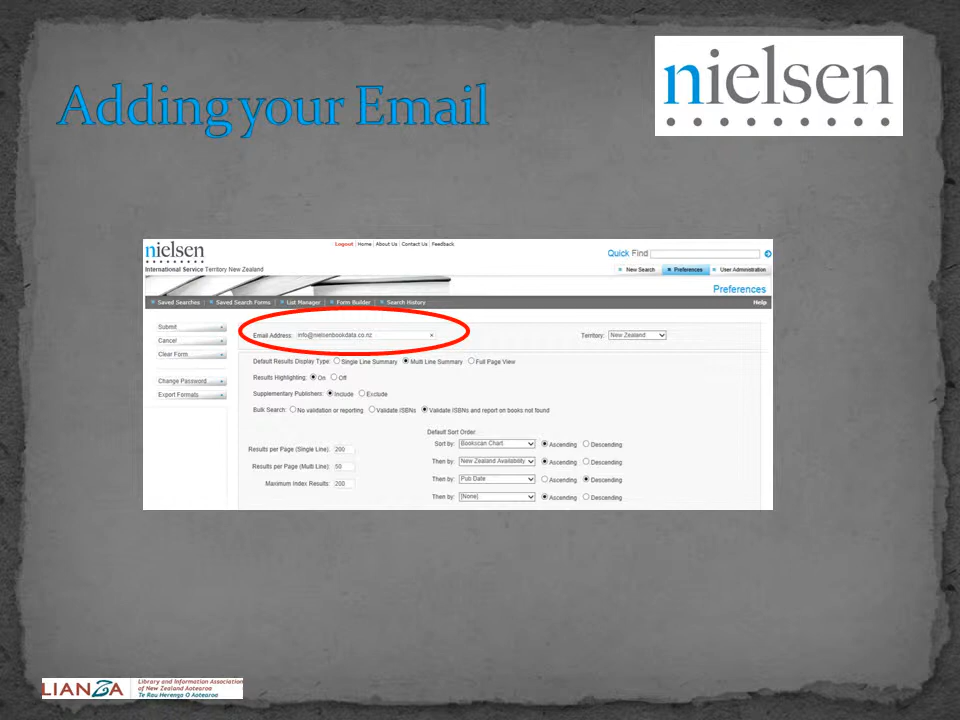 Adding your Email
nielsen
nielsen
Logout | Home | About Us | Contact Us | Feedback
Quick Find
International Service Territory New Zealand
New Search Preferences User Administration
Preferences
Saved Searches | Saved Search Forms | List Manager | Form Builder | Search History Help
Submit
Cancel
Clear Form
Change Password
Export Formats
Email Address: info@nielsenbookdata.co.nz × Territory: New Zealand
Default Results Display Type: Single Line Summary Multi Line Summary Full Page View
Results Highlighting: On Off
Supplementary Publishers: Include Exclude
Bulk Search: No validation or reporting Validate ISBNs Validate ISBNs and report on books not found
Default Sort Order:
Sort by: Bookscan Chart Ascending Descending
Results per Page (Single Line): 200
Then by: New Zealand Availability Ascending Descending
Results per Page (Multi Line): 50
Then by: Pub Date Ascending Descending
Maximum Index Results: 200
Then by: [None] Ascending Descending
LIANZA
Library and Information Association
of New Zealand Aotearoa
Te Rau Herenga O Aotearoa